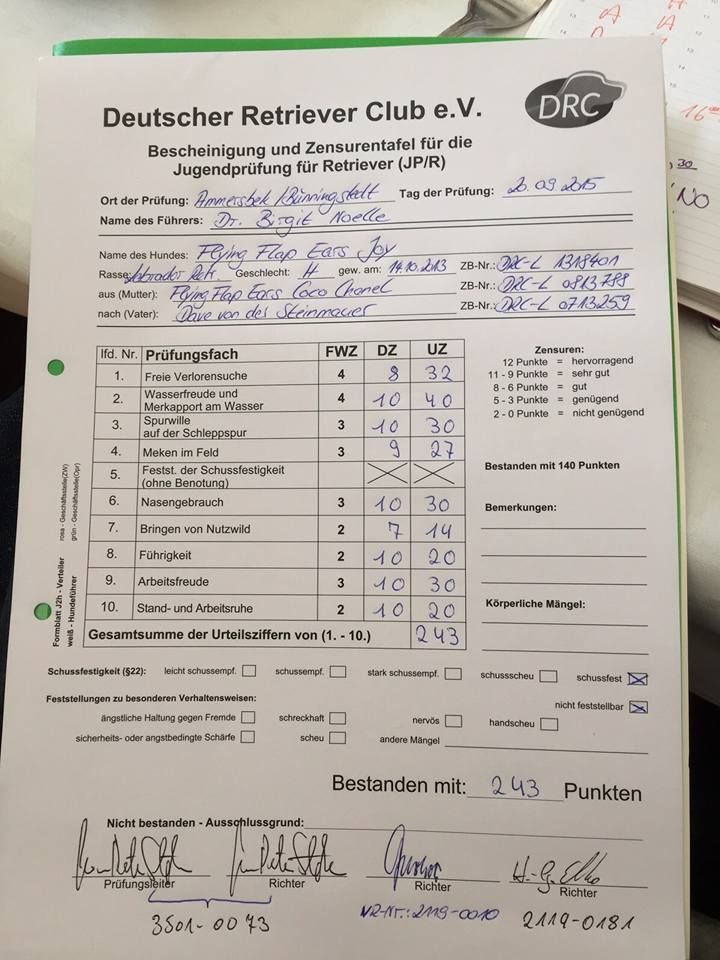 Deutscher Retriever Club e.V.
DRC
Bescheinigung und Zensurentafel für die
Jugendprüfung für Retriever (JP/R)
Ort der Prüfung: Ammersbek/Bünningstedt Tag der Prüfung: 20.09.2015
Name des Führers: Dr. Birgit Noelle
Name des Hundes: Flying Flap Ears Joy
Rasse: Labrador Retr. Geschlecht: H gew. am: 14.10.2013 ZB-Nr.: DRC-L 1318401
aus (Mutter): Flying Flap Ears Coco Chanel ZB-Nr.: DRC-L 0813788
nach (Vater): Dave von der Steinmauer ZB-Nr.: DRC-L 0713259
lfd. Nr. Prüfungsfach FWZ DZ UZ
1. Freie Verlorensuche 4 8 32
2. Wasserfreude und
Merkapport am Wasser 4 10 40
3. Spurwille
auf der Schleppspur 3 10 30
4. Meken im Feld 3 9 27
5. Festst. der Schussfestigkeit
(ohne Benotung)
6. Nasengebrauch 3 10 30
7. Bringen von Nutzwild 2 7 14
8. Führigkeit 2 10 20
9. Arbeitsfreude 3 10 30
10. Stand- und Arbeitsruhe 2 10 20
Gesamtsumme der Urteilsziffern von (1. - 10.) 243
Zensuren:
12 Punkte = hervorragend
11 - 9 Punkte = sehr gut
8 - 6 Punkte = gut
5 - 3 Punkte = genügend
2 - 0 Punkte = nicht genügend
Bestanden mit 140 Punkten
Bemerkungen:
Körperliche Mängel:
Formblatt J2h - Verteiler
weiß - Hundeführer
rosa - Geschäftsstelle(ZW)
grün - Geschäftsstelle(Opr)
Schussfestigkeit (§22): leicht schussempf. schussempf. stark schussempf. schussscheu schussfest
nicht feststellbar
Feststellungen zu besonderen Verhaltensweisen:
ängstliche Haltung gegen Fremde schreckhaft nervös handscheu
sicherheits- oder angstbedingte Schärfe scheu andere Mängel
Bestanden mit: 243 Punkten
Nicht bestanden - Ausschlussgrund:
Prüfungsleiter Richter Richter Richter
3501-0073 VR-Nr.: 2119-0010 2119-0181